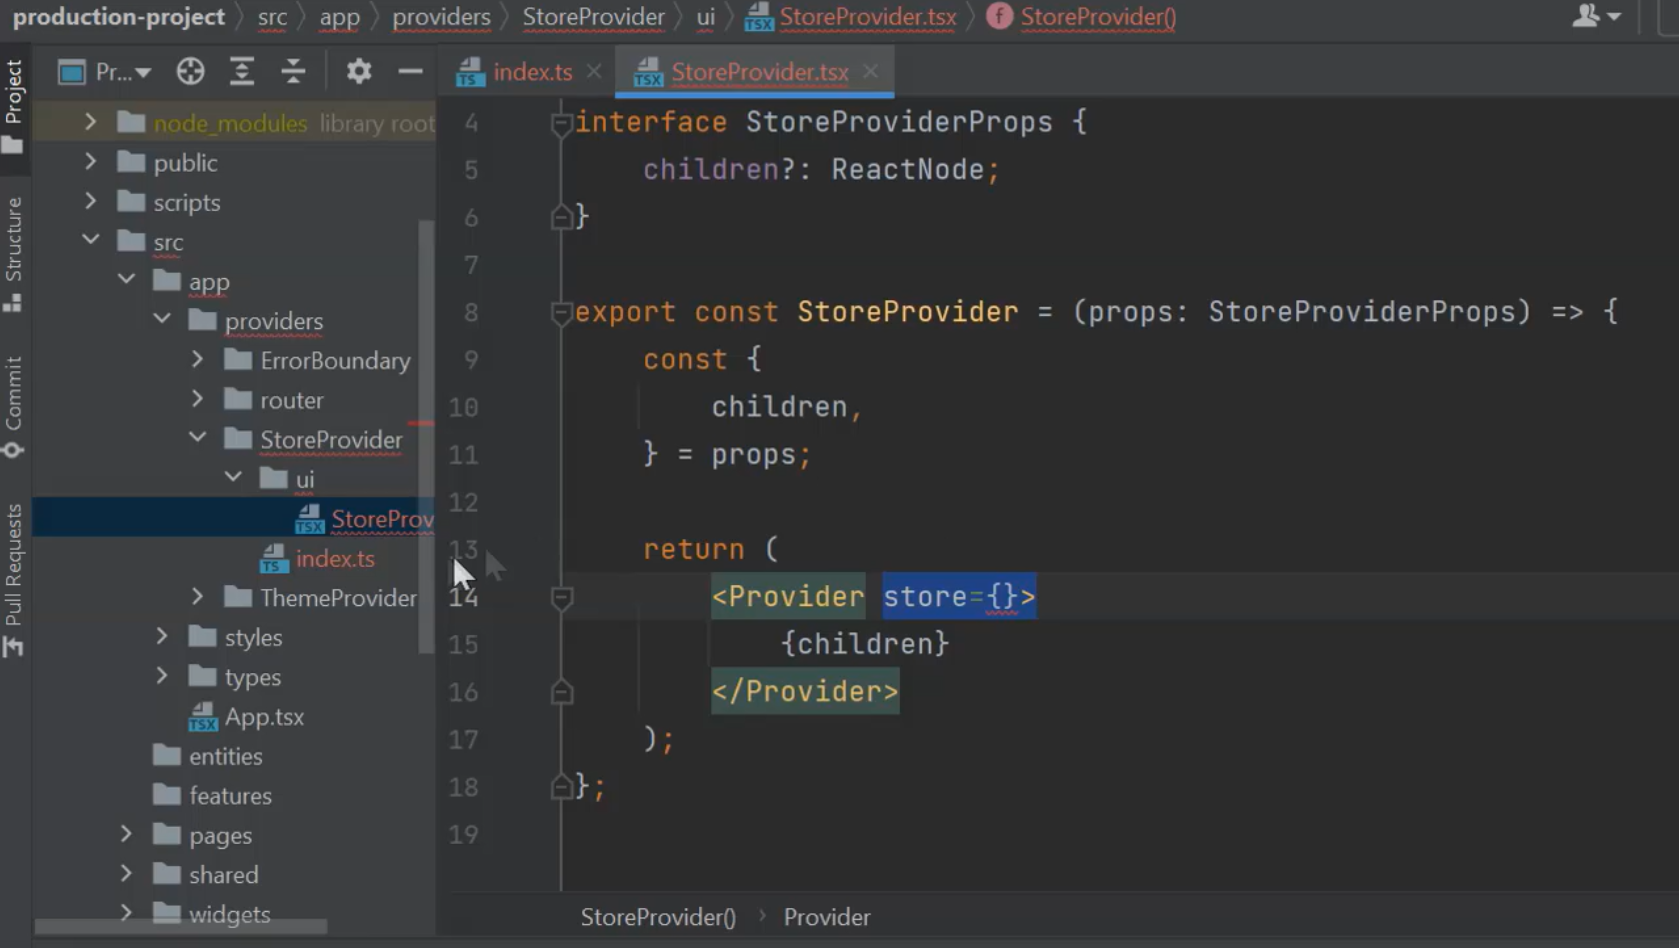 production-project src app providers StoreProvider ui StoreProvider.tsx StoreProvider()
Project
Structure
Commit
Pull Requests
Pr...
node_modules library root
public
scripts
src
app
providers
ErrorBoundary
router
StoreProvider
ui
StoreProv
index.ts
ThemeProvider
styles
types
App.tsx
entities
features
pages
shared
widgets
index.ts
StoreProvider.tsx
4 interface StoreProviderProps {
5 children?: ReactNode;
6 }
7
8 export const StoreProvider = (props: StoreProviderProps) => {
9 const {
10 children,
11 } = props;
12
13 return (
14 <Provider store={}>
15 {children}
16 </Provider>
17 );
18 };
19
StoreProvider() Provider